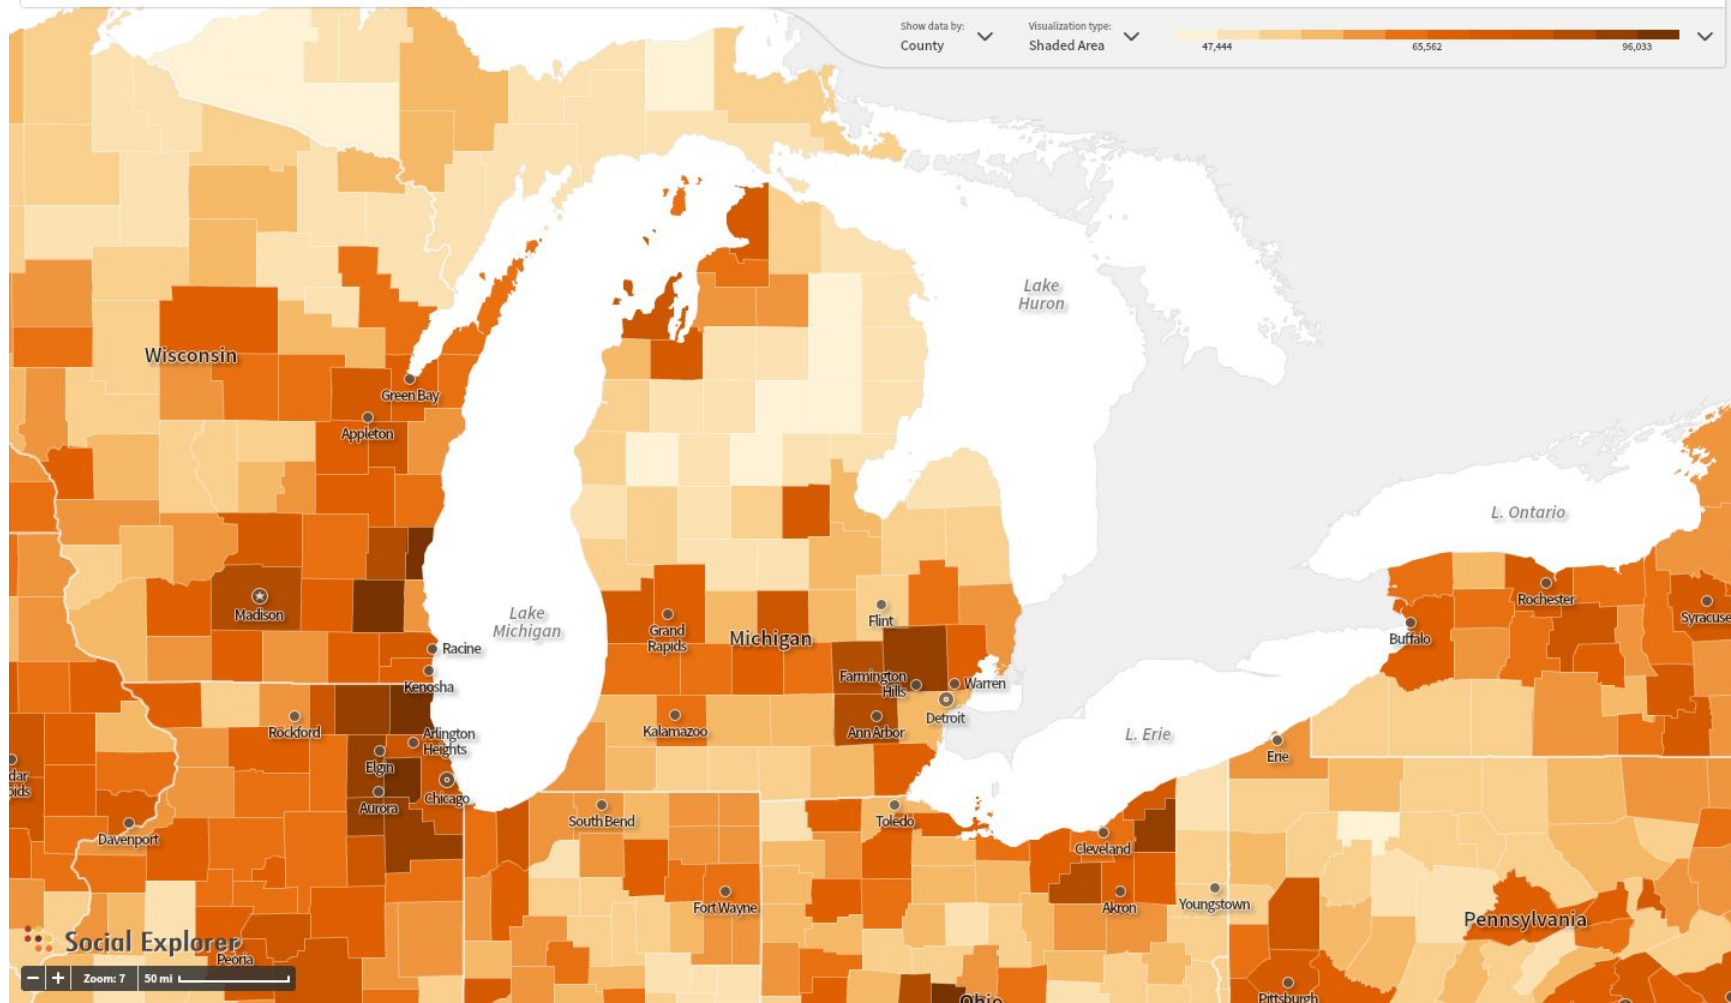 Show data by:
County
Visualization type:
Shaded Area
47,444
65,562
96,033
Lake
Huron
Wisconsin
Green Bay
Appleton
L. Ontario
Madison
Lake
Michigan
Racine
Kenosha
Grand
Rapids
Michigan
Flint
Farmington
Hills
Warren
Detroit
Ann Arbor
Kalamazoo
Rochester
Syracuse
Buffalo
L. Erie
Erie
Rockford
Arlington
Heights
Elgin
Aurora
Chicago
dar
pids
Davenport
South Bend
Toledo
Cleveland
Fort Wayne
Akron
Youngstown
Pennsylvania
Social Explorer
Peoria
Zoom: 7
50 mi
Ohio
Pittsburgh